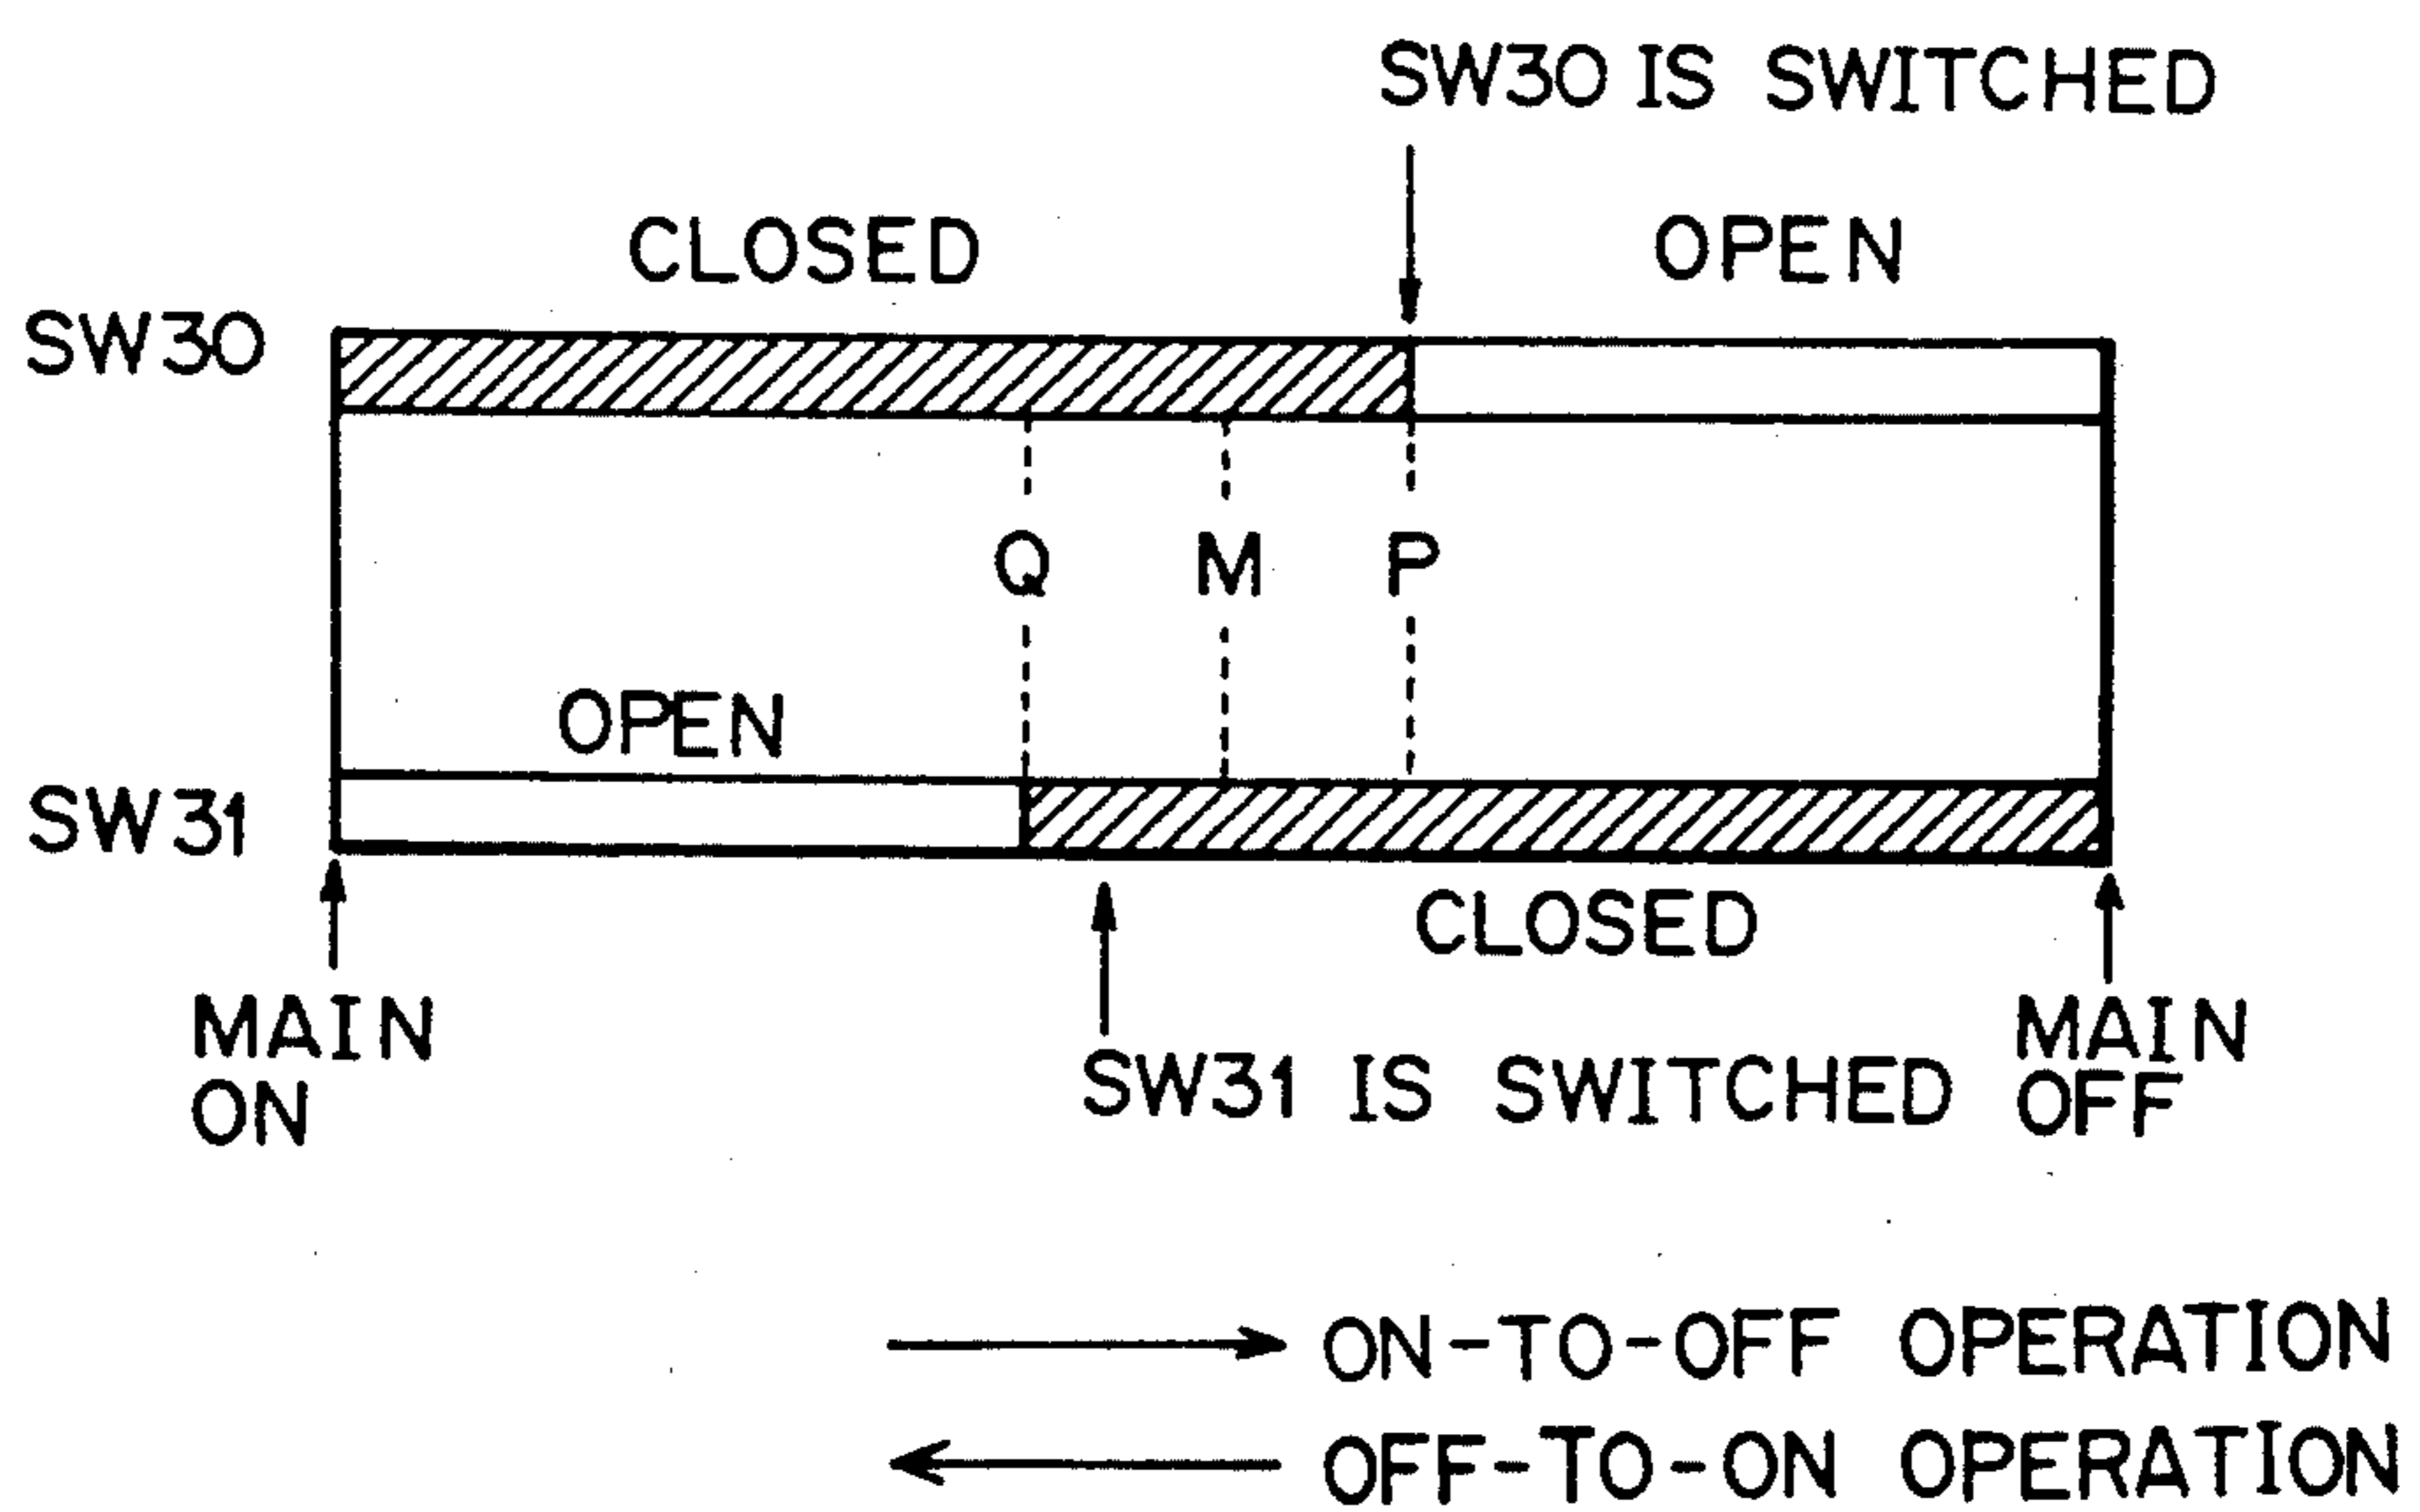 SW30 IS SWITCHED
CLOSED
OPEN
SW30
Q
M
P
OPEN
SW31
CLOSED
MAIN
ON
SW31 IS SWITCHED
MAIN
OFF
ON-TO-OFF OPERATION
OFF-TO-ON OPERATION